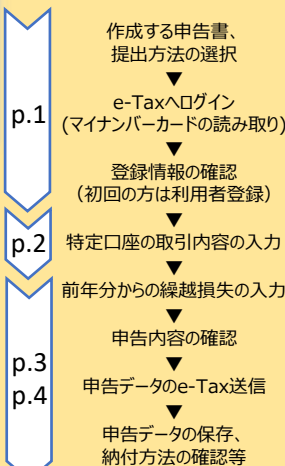 作成する申告書、
提出方法の選択
▼
e-Taxへログイン
(マイナンバーカードの読み取り)
▼
登録情報の確認
（初回の方は利用者登録）
▼
特定口座の取引内容の入力
▼
前年分からの繰越損失の入力
▼
申告内容の確認
▼
申告データのe-Tax送信
▼
申告データの保存、
納付方法の確認等
p.1
p.2
p.3
p.4